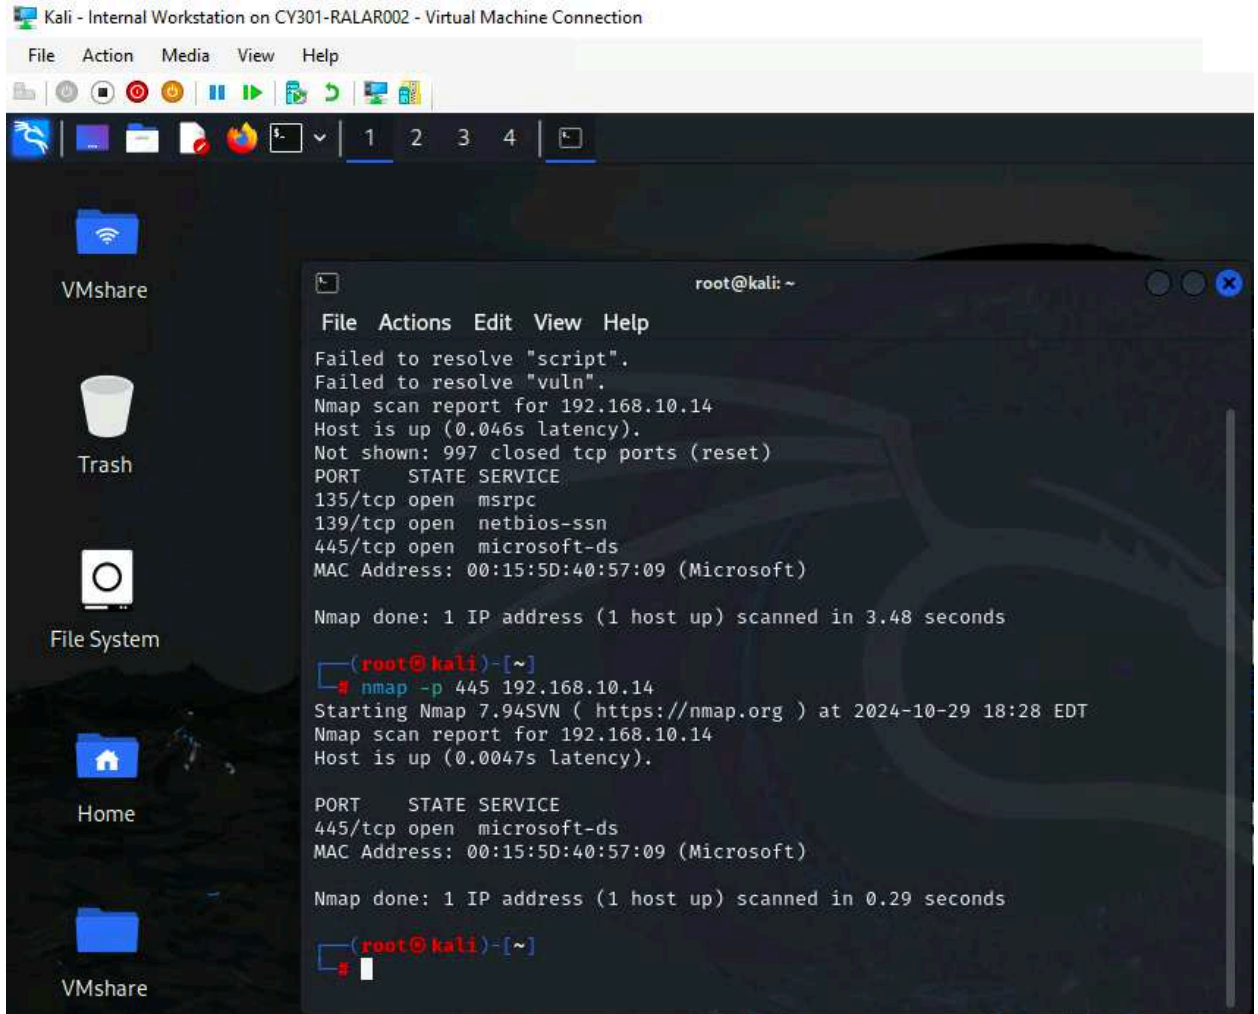 Kali - Internal Workstation on CY301-RALAR002 - Virtual Machine Connection
File Action Media View Help
1 2 3 4
VMshare
Trash
File System
Home
VMshare
root@kali: ~
File Actions Edit View Help
Failed to resolve "script".
Failed to resolve "vuln".
Nmap scan report for 192.168.10.14
Host is up (0.046s latency).
Not shown: 997 closed tcp ports (reset)
PORT    STATE SERVICE
135/tcp open  msrpc
139/tcp open  netbios-ssn
445/tcp open  microsoft-ds
MAC Address: 00:15:5D:40:57:09 (Microsoft)
Nmap done: 1 IP address (1 host up) scanned in 3.48 seconds
┌──(root㉿kali)-[~]
└─# nmap -p 445 192.168.10.14
Starting Nmap 7.94SVN ( https://nmap.org ) at 2024-10-29 18:28 EDT
Nmap scan report for 192.168.10.14
Host is up (0.0047s latency).
PORT    STATE SERVICE
445/tcp open  microsoft-ds
MAC Address: 00:15:5D:40:57:09 (Microsoft)
Nmap done: 1 IP address (1 host up) scanned in 0.29 seconds
┌──(root㉿kali)-[~]
└─#